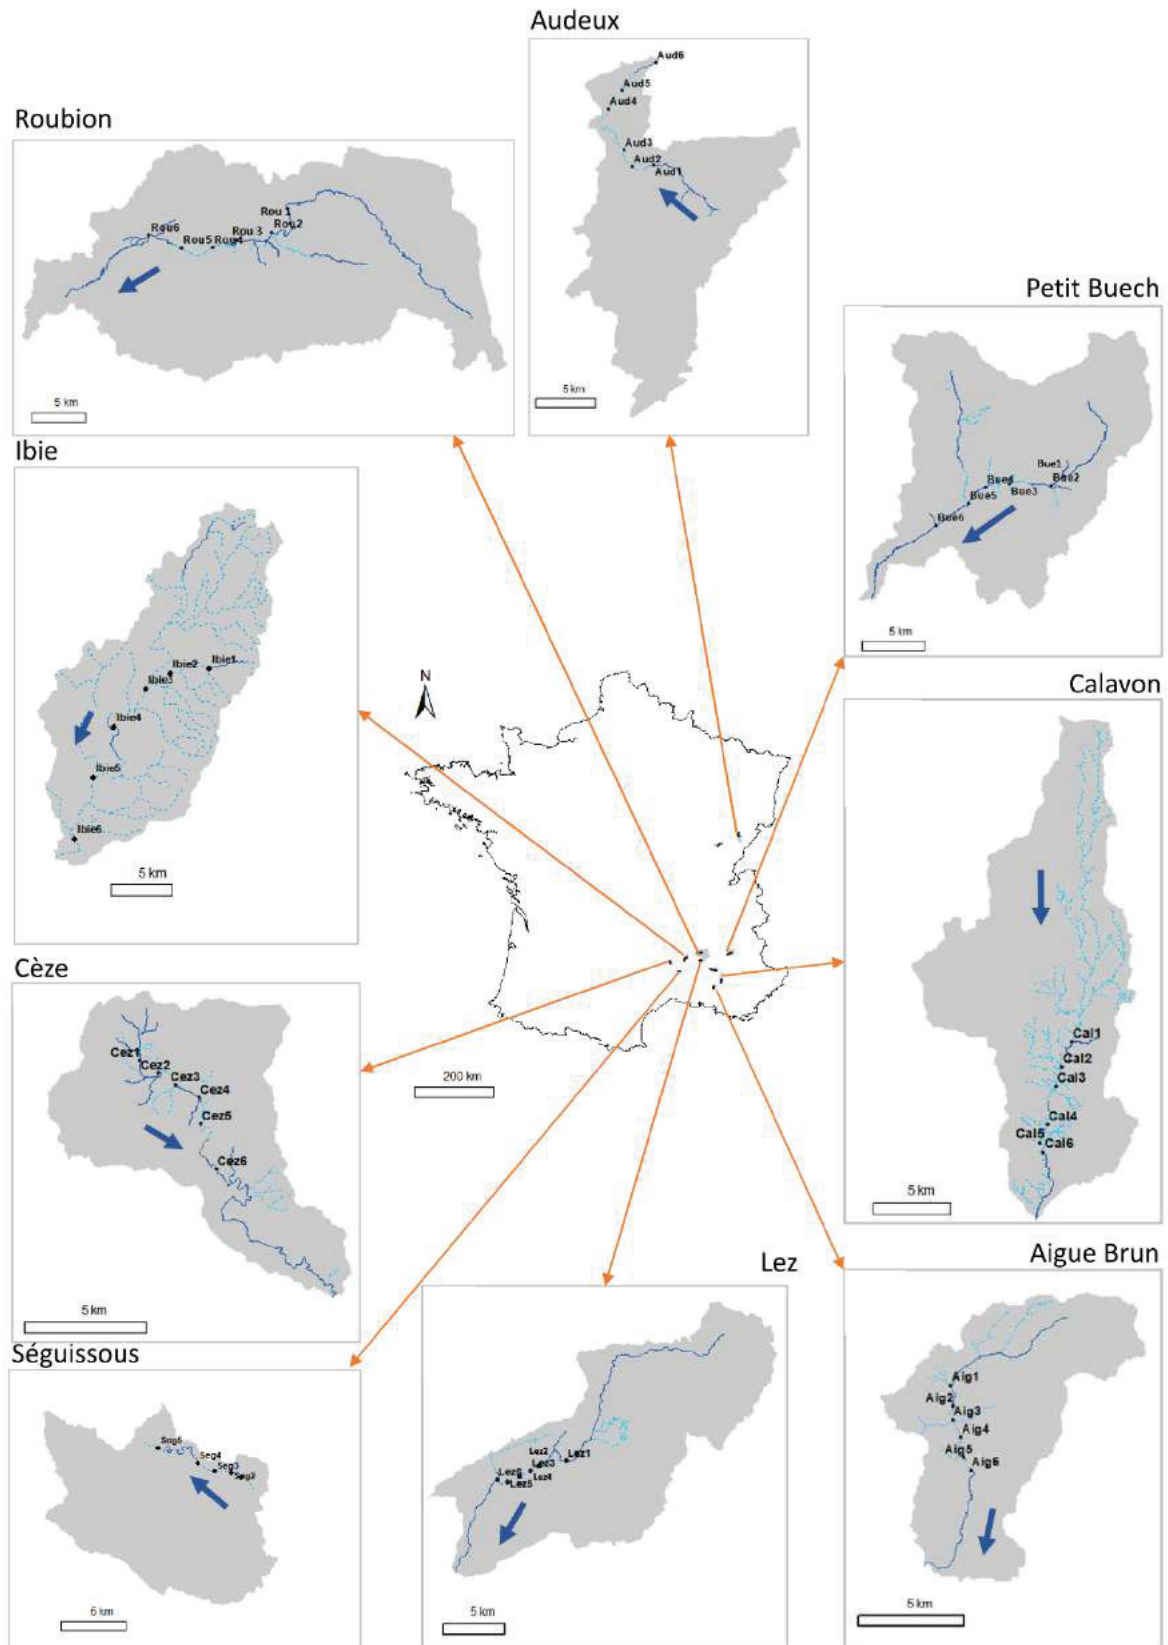 Audeux
Aud6
Aud5
Aud4
Aud3
Aud2
Aud1
5 km
Roubion
Rou 1
Rou2
Rou 3
Rou4
Rou5
Rou6
5 km
Petit Buech
Bue1
Bue2
Bue3
Bue4
Bue5
Bue6
5 km
Ibie
Ibie1
Ibie2
Ibie3
Ibie4
Ibie5
Ibie6
5 km
N
200 km
Calavon
Cal1
Cal2
Cal3
Cal4
Cal5
Cal6
5 km
Cèze
Cez1
Cez2
Cez3
Cez4
Cez5
Cez6
5 km
Lez
Lez1
Lez2
Lez3
Lez4
Lez5
Lez6
5 km
Aigue Brun
Aig1
Aig2
Aig3
Aig4
Aig5
Aig6
5 km
Séguissous
Seg5
Seg4
Seg3
Seg2
5 km